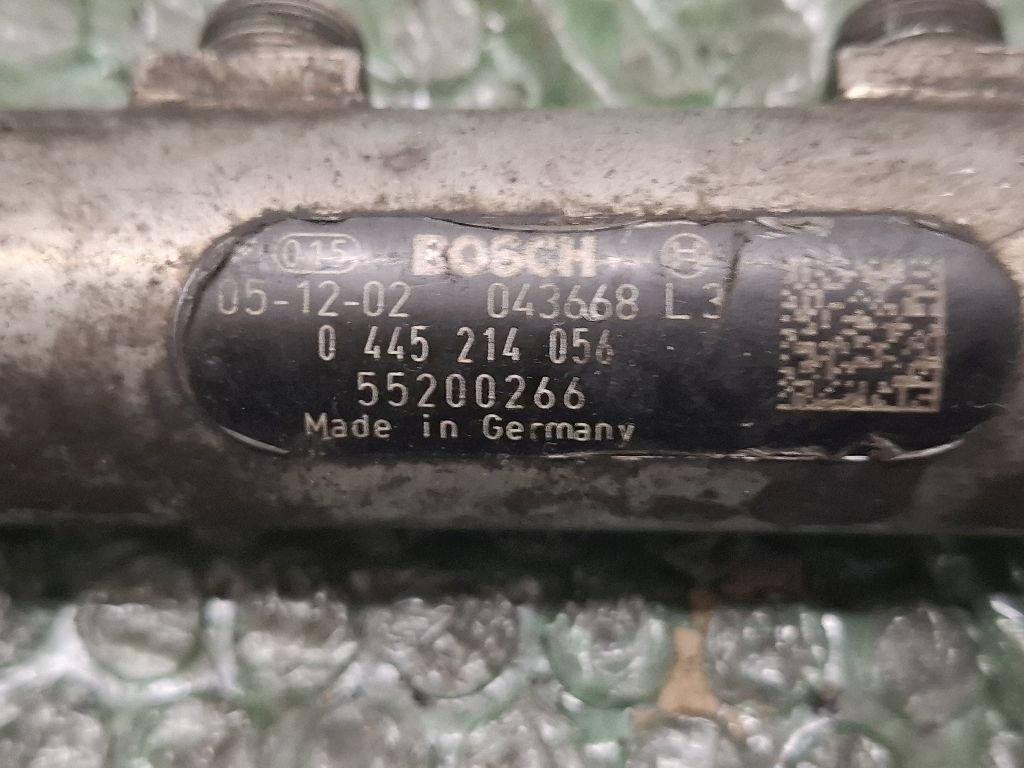 015 BOSCH
05-12-02 043668 L3
0 445 214 056
55200266
Made in Germany